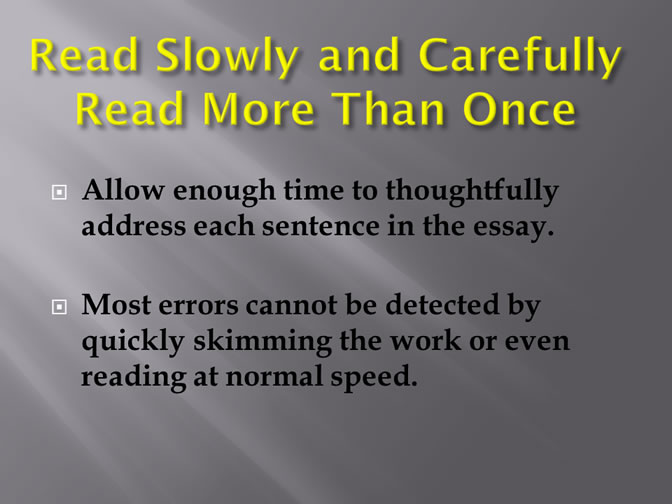 Read Slowly and Carefully
Read More Than Once
Allow enough time to thoughtfully
address each sentence in the essay.
Most errors cannot be detected by
quickly skimming the work or even
reading at normal speed.